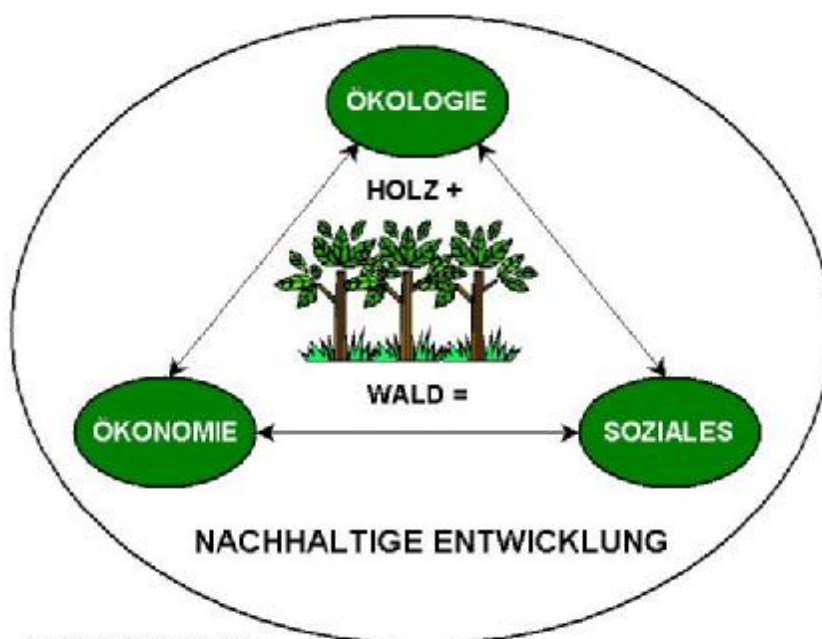 ÖKOLOGIE
HOLZ +
WALD =
ÖKONOMIE
SOZIALES
NACHHALTIGE ENTWICKLUNG